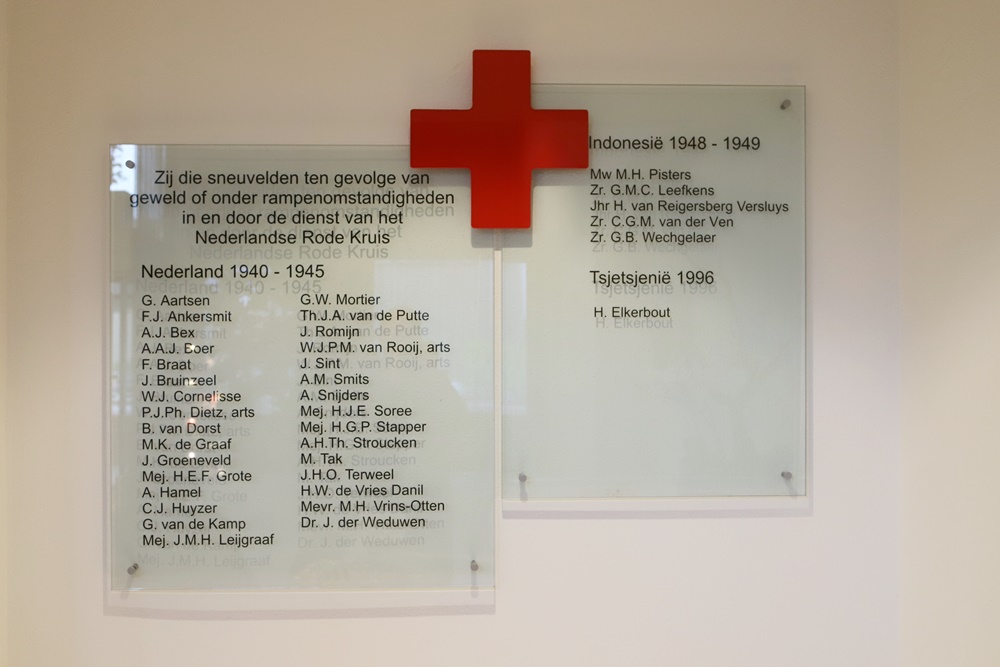 Zij die sneuvelden ten gevolge van
geweld of onder rampenomstandigheden
in en door de dienst van het
Nederlandse Rode Kruis
Nederland 1940 - 1945
G. Aartsen
F.J. Ankersmit
A.J. Bex
A.A.J. Boer
F. Braat
J. Bruinzeel
W.J. Cornelisse
P.J.Ph. Dietz, arts
B. van Dorst
M.K. de Graaf
J. Groeneveld
Mej. H.E.F. Grote
A. Hamel
C.J. Huyzer
G. van de Kamp
Mej. J.M.H. Leijgraaf
G.W. Mortier
Th.J.A. van de Putte
J. Romijn
W.J.P.M. van Rooij, arts
J. Sint
A.M. Smits
A. Snijders
Mej. H.J.E. Soree
Mej. H.G.P. Stapper
A.H.Th. Stroucken
M. Tak
J.H.O. Terweel
H.W. de Vries Danil
Mevr. M.H. Vrins-Otten
Dr. J. der Weduwen
Indonesië 1948 - 1949
Mw M.H. Pisters
Zr. G.M.C. Leefkens
Jhr H. van Reigersberg Versluys
Zr. C.G.M. van der Ven
Zr. G.B. Wechgelaer
Tsjetsjenië 1996
H. Elkerbout